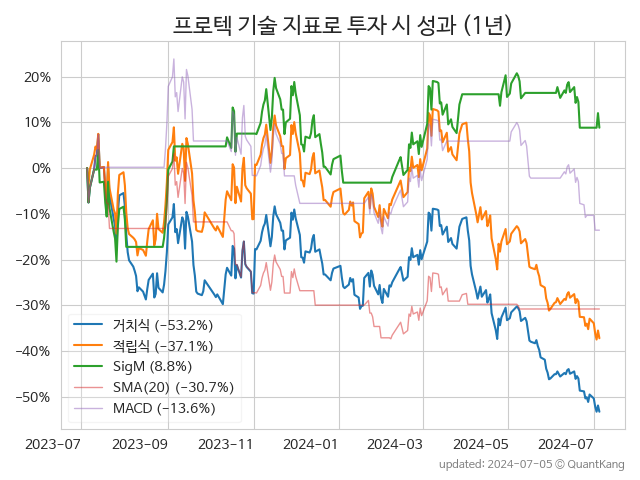 프로텍 기술 지표로 투자 시 성과 (1년)
20%
10%
0%
−10%
−20%
−30%
−40%
−50%
거치식 (−53.2%)
적립식 (−37.1%)
SigM (8.8%)
SMA(20) (−30.7%)
MACD (−13.6%)
2023-07
2023-09
2023-11
2024-01
2024-03
2024-05
2024-07
updated: 2024-07-05 ⓒ QuantKang